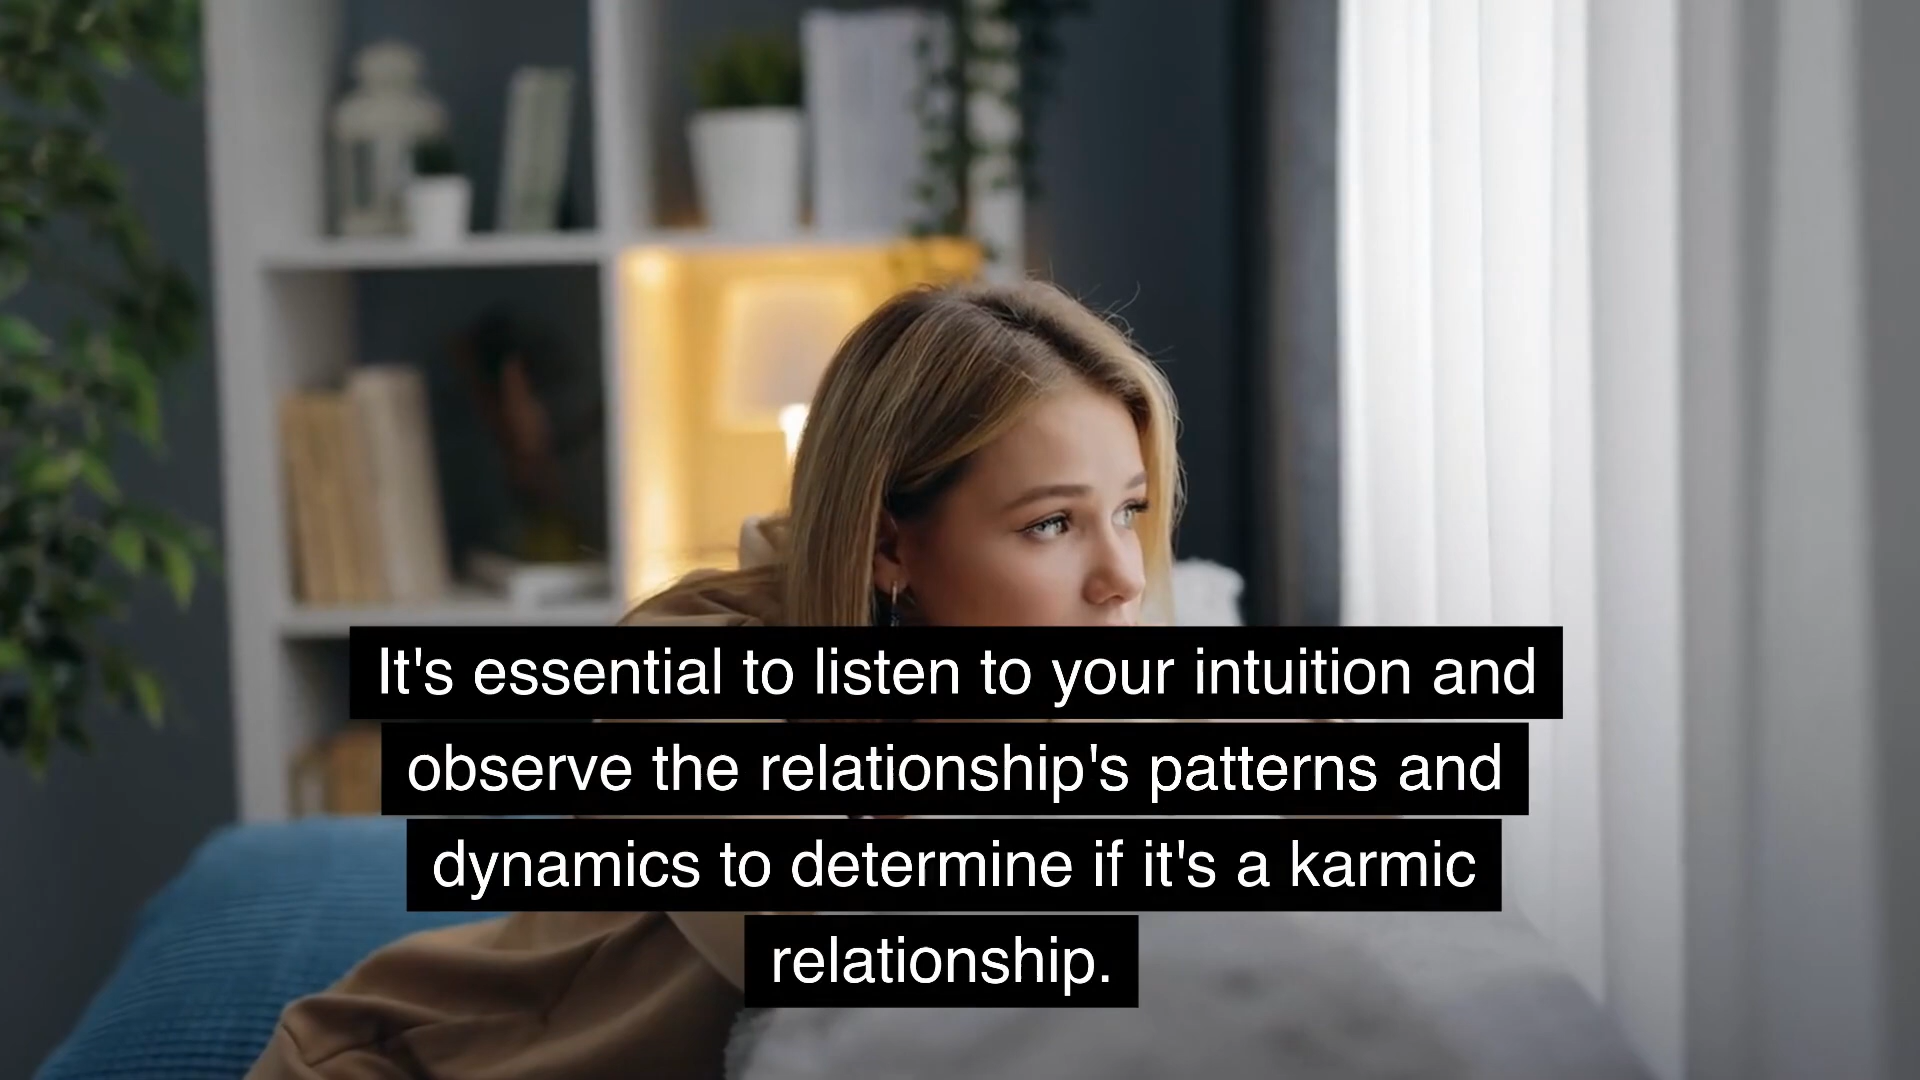 It's essential to listen to your intuition and
observe the relationship's patterns and
dynamics to determine if it's a karmic
relationship.